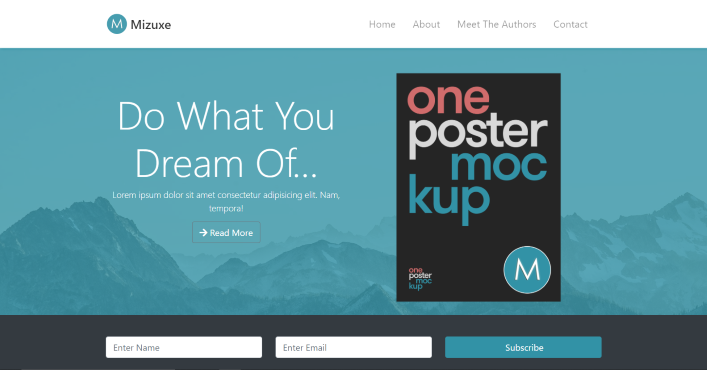 M Mizuxe
Home About Meet The Authors Contact
Do What You
Dream Of...
Lorem ipsum dolor sit amet consectetur adipisicing elit. Nam,
tempora!
Read More
one
poster
moc
kup
one
poster
moc
kup
M
Enter Name Enter Email Subscribe